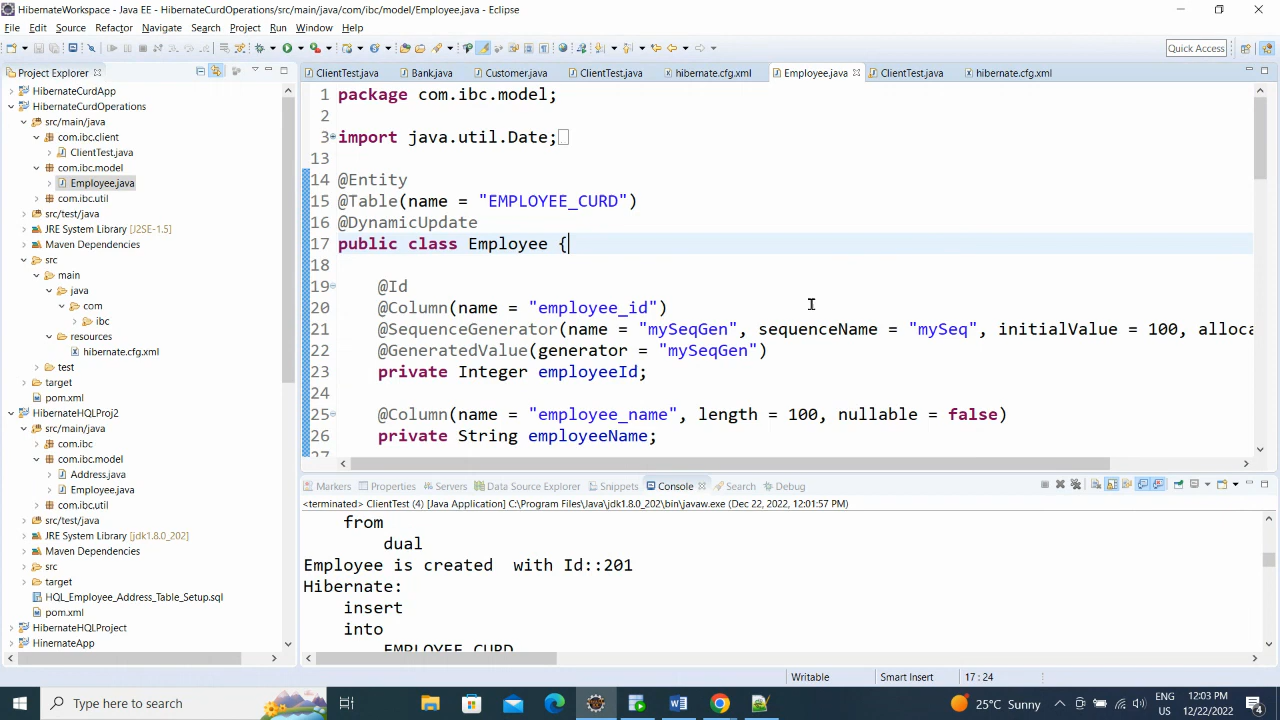 HibernateWorkspace - Java EE - HibernateCurdOperations/src/main/java/com/ibc/model/Employee.java - Eclipse
File Edit Source Refactor Navigate Search Project Run Window Help
Quick Access
Project Explorer
ClientTest.java Bank.java Customer.java ClientTest.java hibernate.cfg.xml Employee.java ClientTest.java hibernate.cfg.xml
HibernateCurdApp
HibernateCurdOperations
src/main/java
com.ibc.client
ClientTest.java
com.ibc.model
Employee.java
com.ibc.util
src/test/java
JRE System Library [J2SE-1.5]
Maven Dependencies
src
main
java
com
ibc
resources
hibernate.cfg.xml
test
target
pom.xml
HibernateHQLProj2
src/main/java
com.ibc
com.ibc.model
Address.java
Employee.java
com.ibc.util
src/test/java
JRE System Library [jdk1.8.0_202]
Maven Dependencies
src
target
HQL_Employee_Address_Table_Setup.sql
pom.xml
HibernateHQLProject
HinernateApp
1 package com.ibc.model;
2
3 import java.util.Date;
13
14 @Entity
15 @Table(name = "EMPLOYEE_CURD")
16 @DynamicUpdate
17 public class Employee {
18
19 @Id
20 @Column(name = "employee_id")
21 @SequenceGenerator(name = "mySeqGen", sequenceName = "mySeq", initialValue = 100, alloca
22 @GeneratedValue(generator = "mySeqGen")
23 private Integer employeeId;
24
25 @Column(name = "employee_name", length = 100, nullable = false)
26 private String employeeName;
27
Markers Properties Servers Data Source Explorer Snippets Console Search Debug
<terminated> ClientTest (4) [Java Application] C:\Program Files\Java\jdk1.8.0_202\bin\javaw.exe (Dec 22, 2022, 12:01:57 PM)
from
dual
Employee is created  with Id::201
Hibernate:
insert
into
EMPLOYEE_CURD
Writable Smart Insert 17 : 24
Type here to search
25°C Sunny
ENG
US
12:03 PM
12/22/2022
4